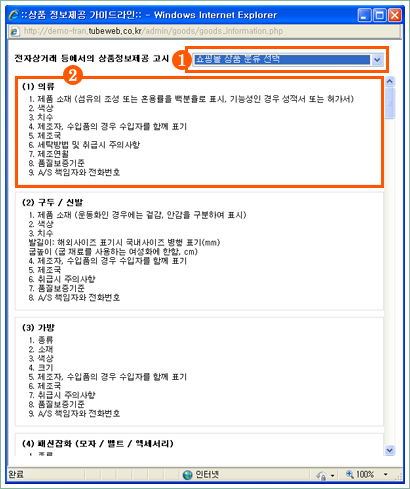 ::상품 정보제공 가이드라인:: - Windows Internet Explorer
http://demo-fran.tubeweb.co.kr/admin/goods/goods_information.php
전자상거래 등에서의 상품정보제공 고시 1 쇼핑몰 상품 분류 선택
2
(1) 의류
1. 제품 소재 (섬유의 조성 또는 혼용률을 백분율로 표시, 기능성인 경우 성적서 또는 허가서)
2. 색상
3. 치수
4. 제조자, 수입품의 경우 수입자를 함께 표기
5. 제조국
6. 세탁방법 및 취급시 주의사항
7. 제조연월
8. 품질보증기준
9. A/S 책임자와 전화번호
(2) 구두 / 신발
1. 제품 소재 (운동화인 경우에는 겉감, 안감을 구분하여 표시)
2. 색상
3. 치수
발길이: 해외사이즈 표기시 국내사이즈 병행 표기(mm)
굽높이 (굽 재료를 사용하는 여성화에 한함, cm)
4. 제조자, 수입품의 경우 수입자를 함께 표기
5. 제조국
6. 취급시 주의사항
7. 품질보증기준
8. A/S 책임자와 전화번호
(3) 가방
1. 종류
2. 소재
3. 색상
4. 크기
5. 제조자, 수입품의 경우 수입자를 함께 표기
6. 제조국
7. 취급시 주의사항
8. 품질보증기준
9. A/S 책임자와 전화번호
(4) 패션잡화 (모자 / 벨트 / 액세서리)
1. 종류
완료 인터넷 100%